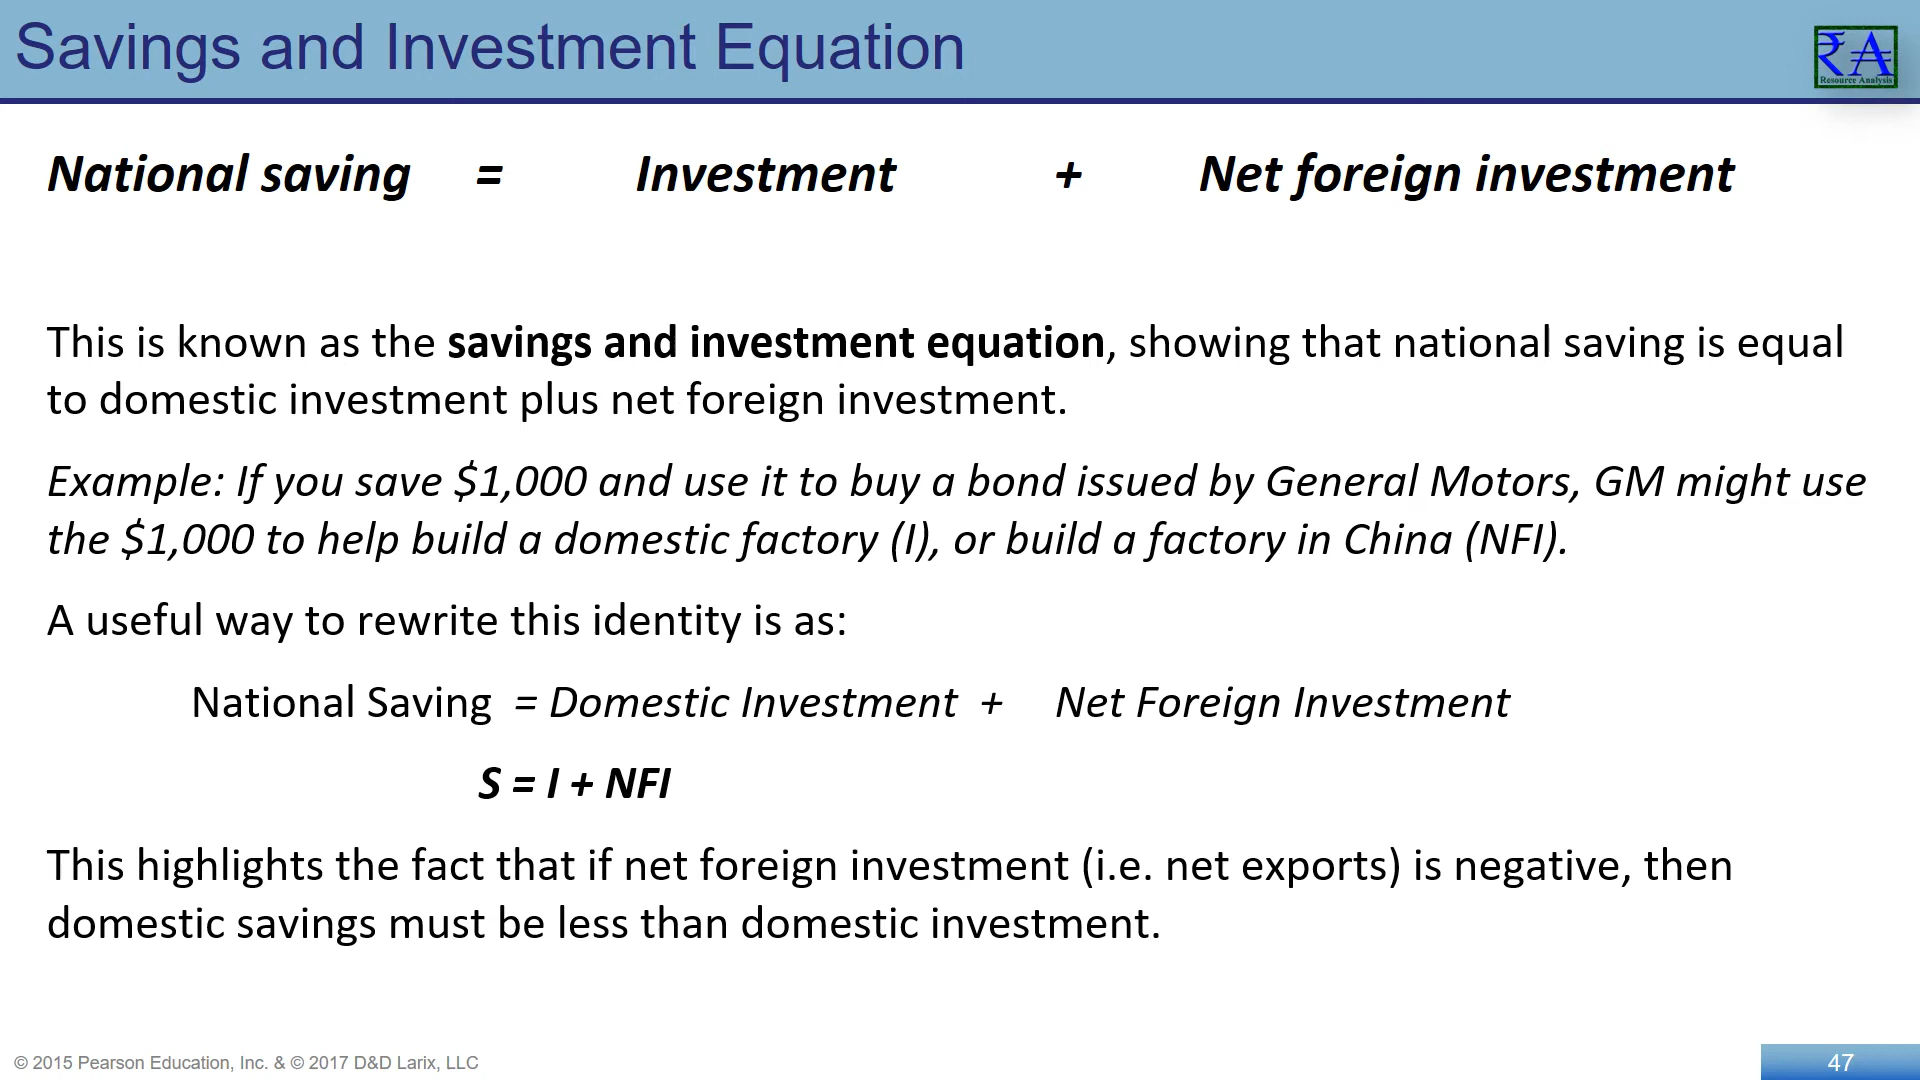 Savings and Investment Equation
₹A
Resource Analysis
National saving = Investment + Net foreign investment
This is known as the savings and investment equation, showing that national saving is equal
to domestic investment plus net foreign investment.
Example: If you save $1,000 and use it to buy a bond issued by General Motors, GM might use
the $1,000 to help build a domestic factory (I), or build a factory in China (NFI).
A useful way to rewrite this identity is as:
National Saving = Domestic Investment + Net Foreign Investment
S = I + NFI
This highlights the fact that if net foreign investment (i.e. net exports) is negative, then
domestic savings must be less than domestic investment.
© 2015 Pearson Education, Inc. & © 2017 D&D Larix, LLC
47